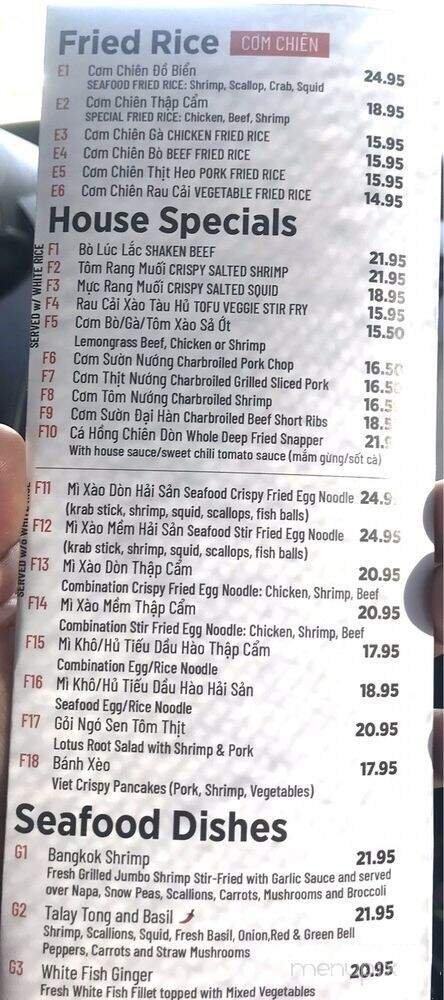 Fried Rice CƠM CHIÊN
E1 Cơm Chiên Đồ Biển 24.95
SEAFOOD FRIED RICE: Shrimp, Scallop, Crab, Squid
E2 Cơm Chiên Thập Cẩm 18.95
SPECIAL FRIED RICE: Chicken, Beef, Shrimp
E3 Cơm Chiên Gà CHICKEN FRIED RICE 15.95
E4 Cơm Chiên Bò BEEF FRIED RICE 15.95
E5 Cơm Chiên Thịt Heo PORK FRIED RICE 15.95
E6 Cơm Chiên Rau Cải VEGETABLE FRIED RICE 14.95
House Specials
SERVED w/ WHITE RICE
F1 Bò Lúc Lắc SHAKEN BEEF 21.95
F2 Tôm Rang Muối CRISPY SALTED SHRIMP 21.95
F3 Mực Rang Muối CRISPY SALTED SQUID 18.95
F4 Rau Cải Xào Tàu Hủ TOFU VEGGIE STIR FRY 15.95
F5 Cơm Bò/Gà/Tôm Xào Sả Ớt 15.50
Lemongrass Beef, Chicken or Shrimp
F6 Cơm Sườn Nướng Charbroiled Pork Chop 16.50
F7 Cơm Thịt Nướng Charbroiled Grilled Sliced Pork 16.5
F8 Cơm Tôm Nướng Charbroiled Shrimp 16.5
F9 Cơm Sườn Đại Hàn Charbroiled Beef Short Ribs 18.5
F10 Cá Hồng Chiên Dòn Whole Deep Fried Snapper 21.9
With house sauce/sweet chili tomato sauce (mắm gừng/sốt cà)
SERVED w/o WHITE
F11 Mì Xào Dòn Hải Sản Seafood Crispy Fried Egg Noodle 24.9
(krab stick, shrimp, squid, scallops, fish balls)
F12 Mì Xào Mềm Hải Sản Seafood Stir Fried Egg Noodle 24.95
(krab stick, shrimp, squid, scallops, fish balls)
F13 Mì Xào Dòn Thập Cẩm 20.95
Combination Crispy Fried Egg Noodle: Chicken, Shrimp, Beef
F14 Mì Xào Mềm Thập Cẩm 20.95
Combination Stir Fried Egg Noodle: Chicken, Shrimp, Beef
F15 Mì Khô/Hủ Tiếu Dầu Hào Thập Cẩm 17.95
Combination Egg/Rice Noodle
F16 Mì Khô/Hủ Tiếu Dầu Hào Hải Sản 18.95
Seafood Egg/Rice Noodle
F17 Gỏi Ngó Sen Tôm Thịt 20.95
Lotus Root Salad with Shrimp & Pork
F18 Bánh Xèo 17.95
Viet Crispy Pancakes (Pork, Shrimp, Vegetables)
Seafood Dishes
G1 Bangkok Shrimp 21.95
Fresh Grilled Jumbo Shrimp Stir-Fried with Garlic Sauce and served
over Napa, Snow Peas, Scallions, Carrots, Mushrooms and Broccoli
G2 Talay Tong and Basil 21.95
Shrimp, Scallions, Squid, Fresh Basil, Onion,Red & Green Bell
Peppers, Carrots and Straw Mushrooms
G3 White Fish Ginger 20.95
Fresh White Fish Fillet topped with Mixed Vegetables